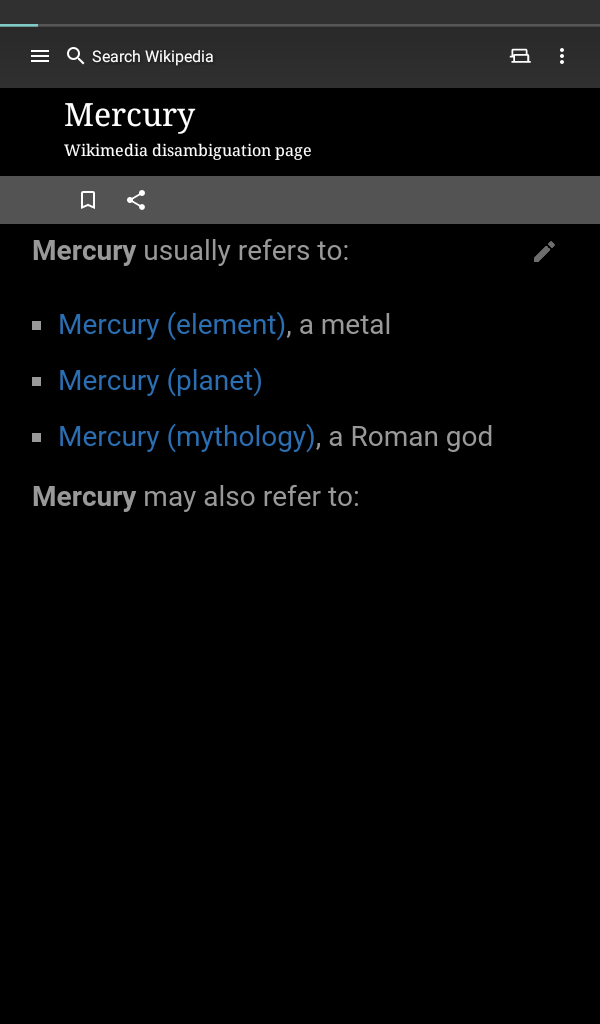 Search Wikipedia
Mercury
Wikimedia disambiguation page
Mercury usually refers to:
Mercury (element), a metal
Mercury (planet)
Mercury (mythology), a Roman god
Mercury may also refer to: